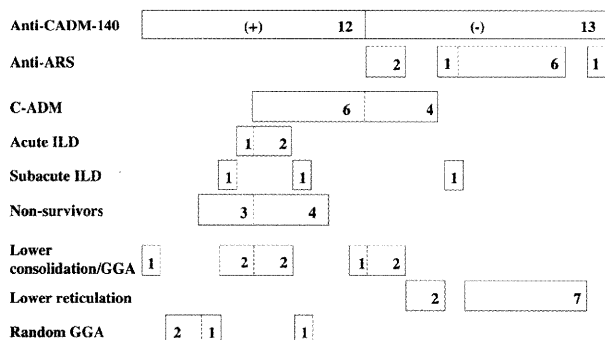 Anti-CADM-140 (+) 12 (-) 13
Anti-ARS 2 1 6 1
C-ADM 6 4
Acute ILD 1 2
Subacute ILD 1 1 1
Non-survivors 3 4
Lower
consolidation/GGA 1 2 2 1 2
Lower reticulation 2 7
Random GGA 2 1 1